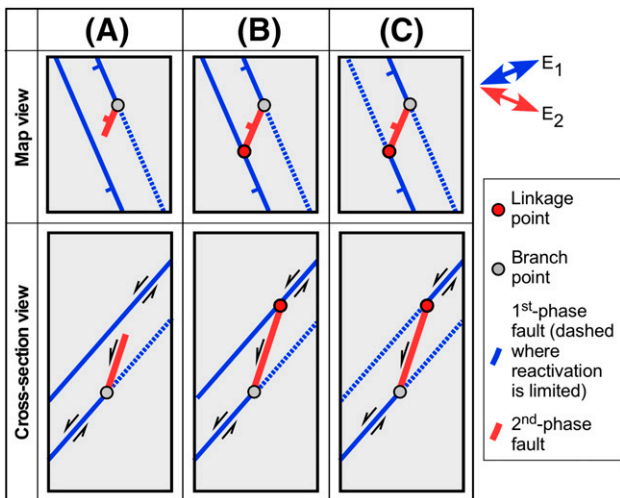 (A) (B) (C)
Map view
Cross-section view
E1
E2
Linkage
point
Branch
point
1st-phase
fault (dashed
where
reactivation
is limited)
2nd-phase
fault